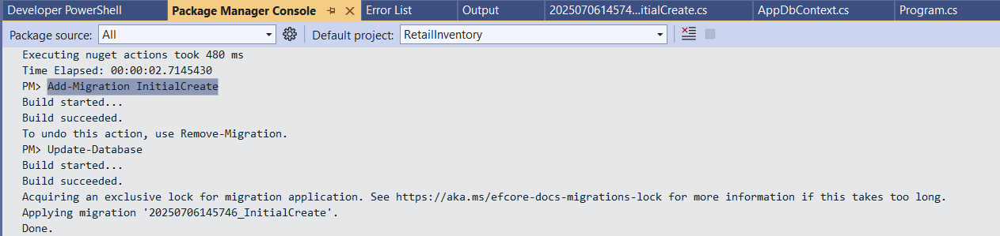 Developer PowerShell Package Manager Console Error List Output 2025070614574...itialCreate.cs AppDbContext.cs Program.cs
Package source: All Default project: RetailInventory
Executing nuget actions took 480 ms
Time Elapsed: 00:00:02.7145430
PM> Add-Migration InitialCreate
Build started...
Build succeeded.
To undo this action, use Remove-Migration.
PM> Update-Database
Build started...
Build succeeded.
Acquiring an exclusive lock for migration application. See https://aka.ms/efcore-docs-migrations-lock for more information if this takes too long.
Applying migration '20250706145746_InitialCreate'.
Done.